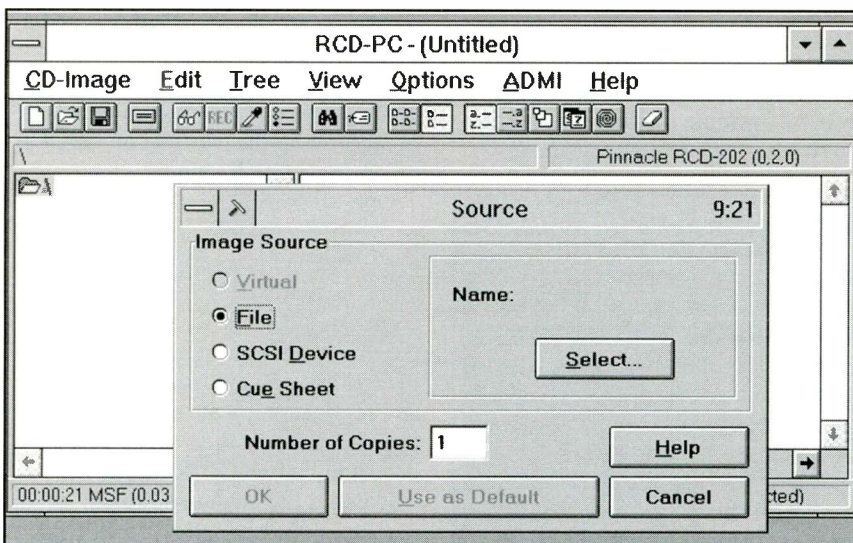 RCD-PC - (Untitled)
CD-Image Edit Tree View Options ADMI Help
REC
\ Pinnacle RCD-202 (0,2,0)
\
Source 9:21
Image Source
Virtual
File
SCSI Device
Cue Sheet
Name:
Select...
Number of Copies: 1
Help
OK
Use as Default
Cancel
00:00:21 MSF (0.03
cted)